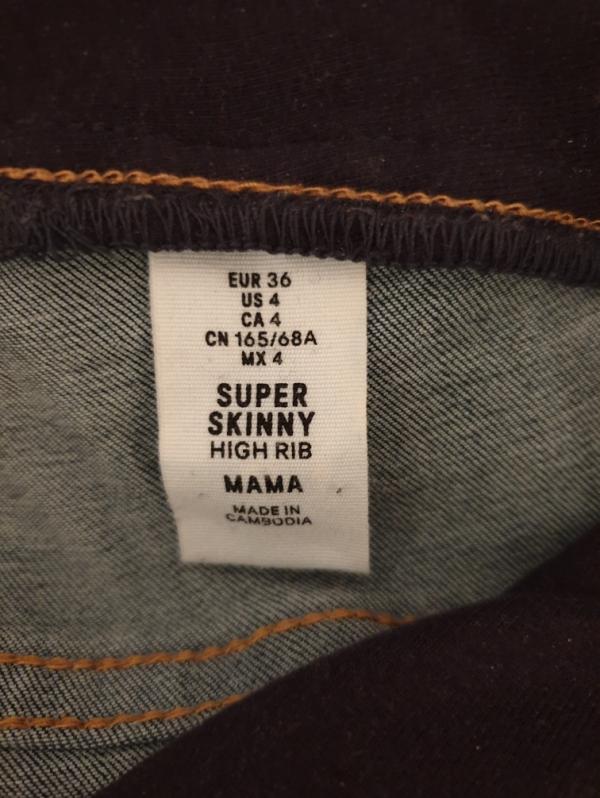 EUR 36
US 4
CA 4
CN 165/68A
MX 4
SUPER
SKINNY
HIGH RIB
MAMA
MADE IN
CAMBODIA